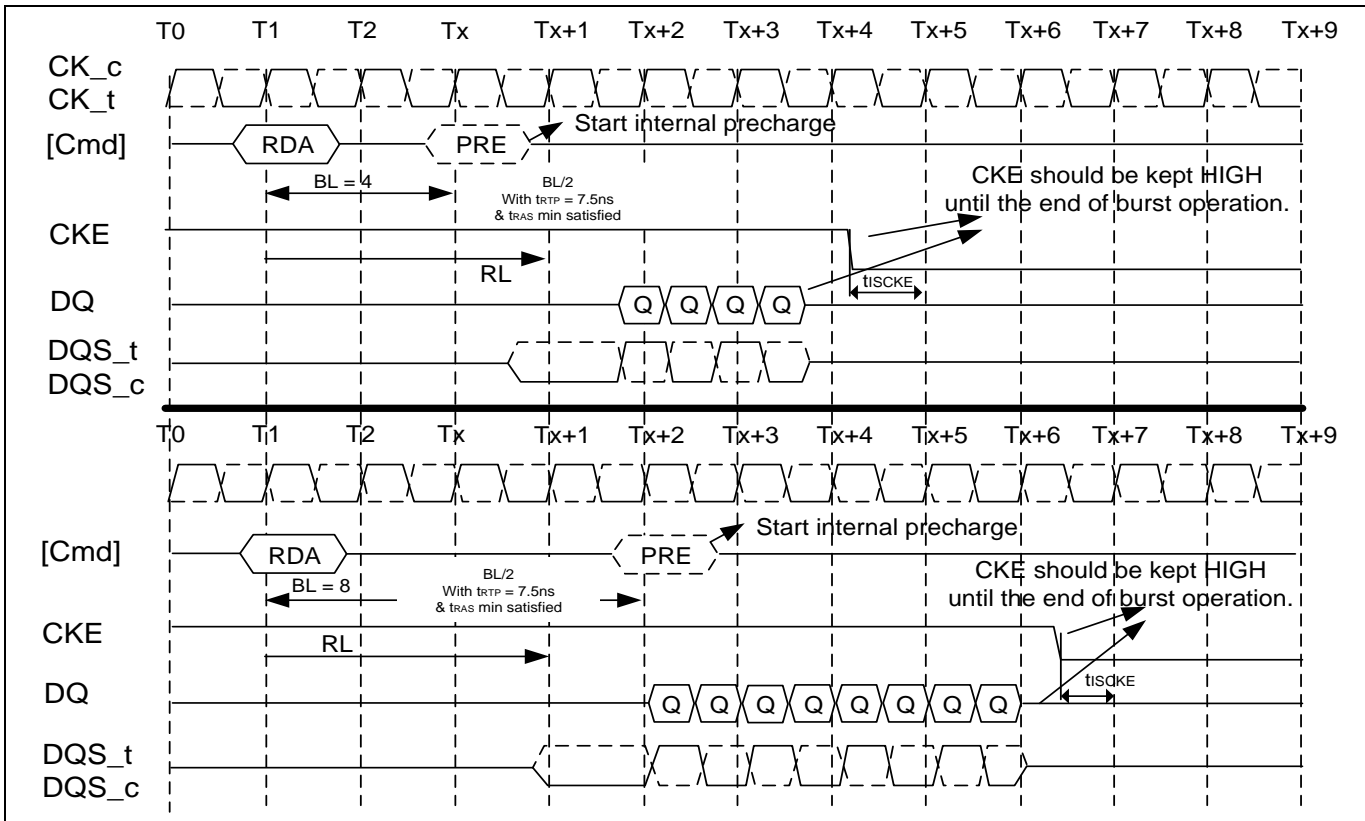 T0 T1 T2 Tx Tx+1 Tx+2 Tx+3 Tx+4 Tx+5 Tx+6 Tx+7 Tx+8 Tx+9
CK_c
CK_t
Start internal precharge
[Cmd] RDA PRE
BL = 4
BL/2
With tRTP = 7.5ns
& tRAS min satisfied
CKE should be kept HIGH
until the end of burst operation.
CKE
RL
tISCKE
DQ Q Q Q Q
DQS_t
DQS_c
T0 T1 T2 Tx Tx+1 Tx+2 Tx+3 Tx+4 Tx+5 Tx+6 Tx+7 Tx+8 Tx+9
Start internal precharge
[Cmd] RDA PRE
BL = 8
BL/2
With tRTP = 7.5ns
& tRAS min satisfied
CKE should be kept HIGH
until the end of burst operation.
CKE
RL
tISCKE
DQ Q Q Q Q Q Q Q Q
DQS_t
DQS_c